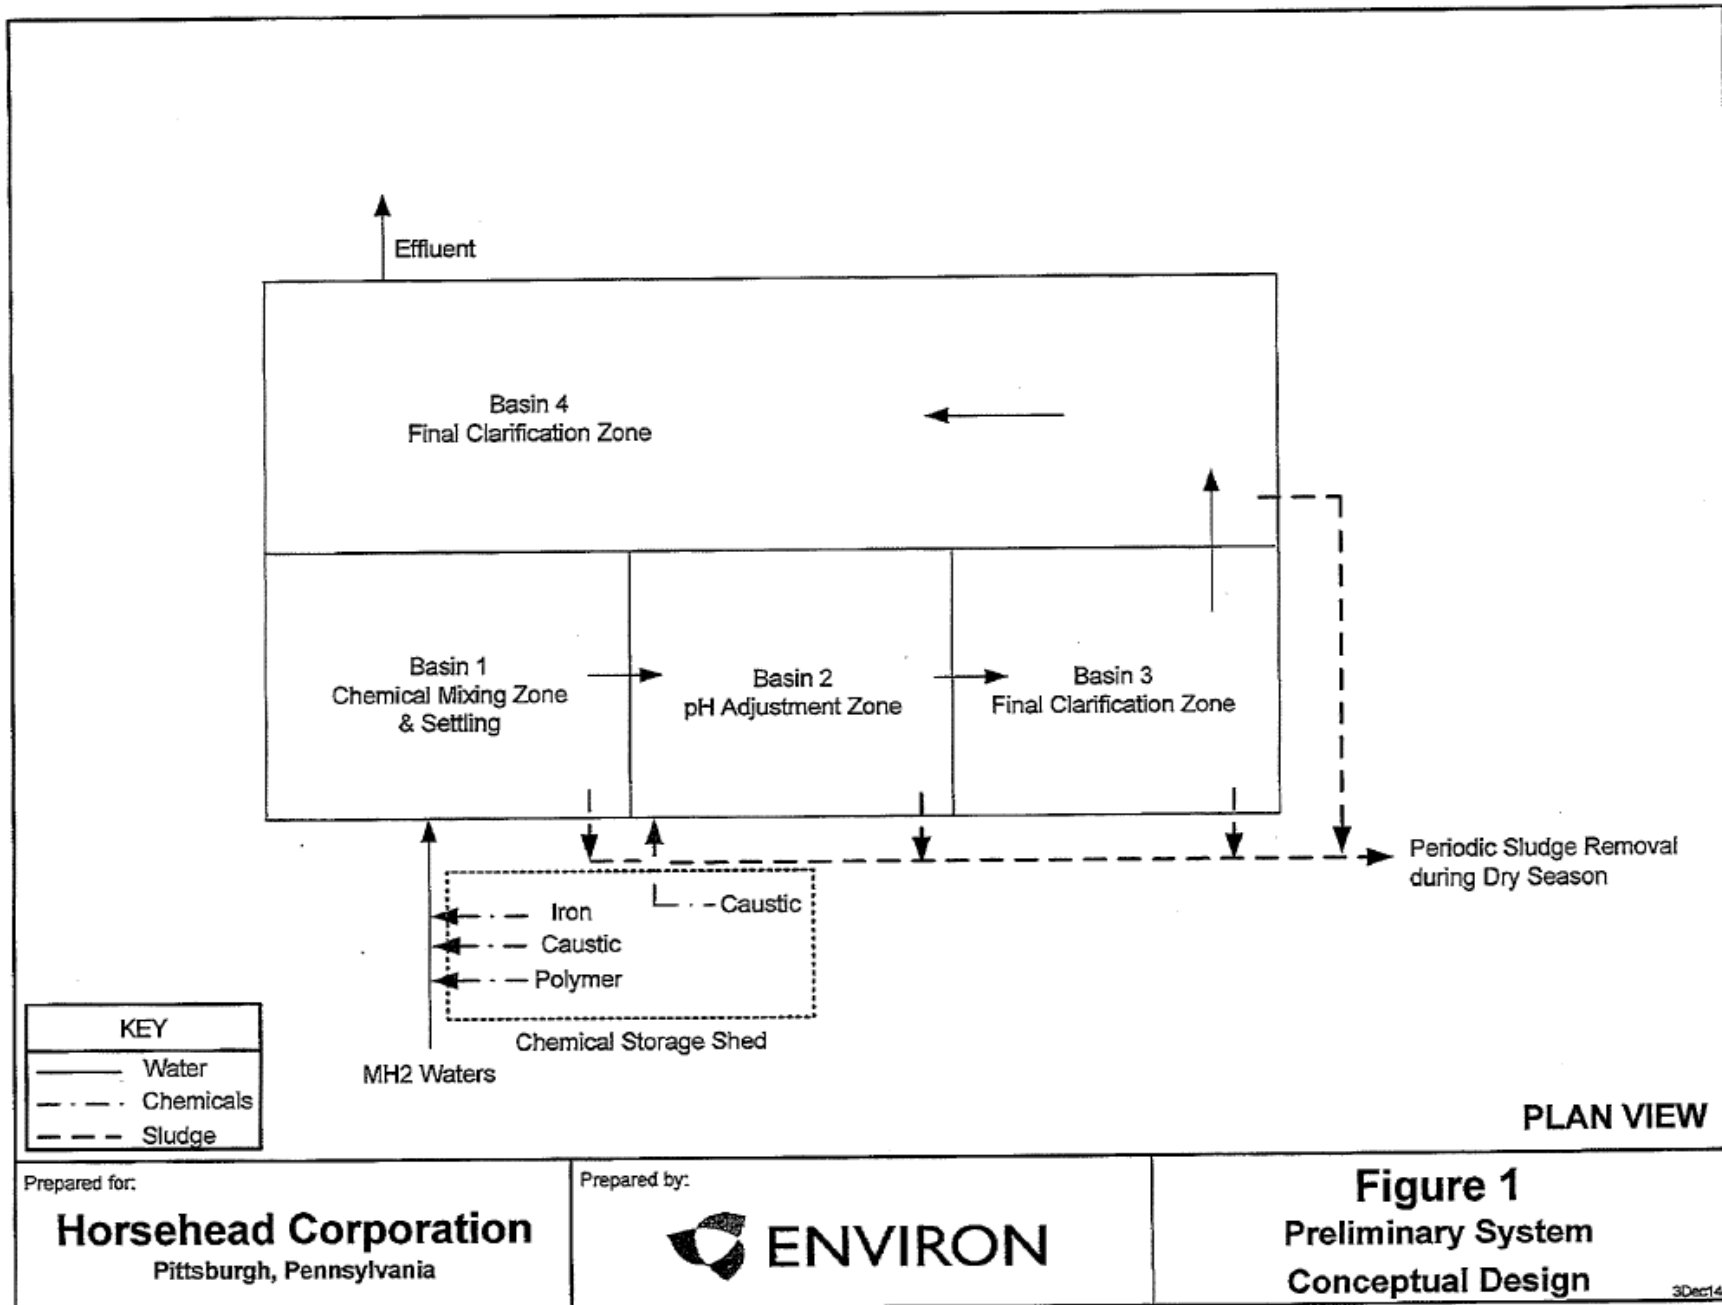 Effluent
Basin 4
Final Clarification Zone
Basin 1
Chemical Mixing Zone
& Settling
Basin 2
pH Adjustment Zone
Basin 3
Final Clarification Zone
Periodic Sludge Removal
during Dry Season
Iron
Caustic
Polymer
Caustic
Chemical Storage Shed
MH2 Waters
KEY
Water
Chemicals
Sludge
PLAN VIEW
Prepared for:
Horsehead Corporation
Pittsburgh, Pennsylvania
Prepared by:
ENVIRON
Figure 1
Preliminary System
Conceptual Design
3Dec14